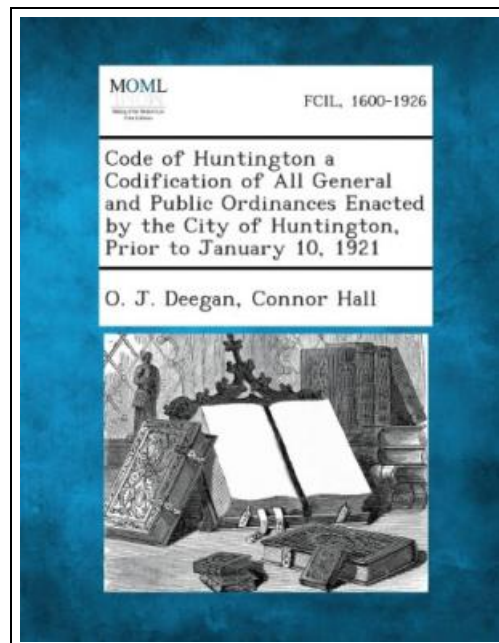 MOML
FCIL, 1600-1926
Code of Huntington a
Codification of All General
and Public Ordinances Enacted
by the City of Huntington,
Prior to January 10, 1921
O. J. Deegan, Connor Hall